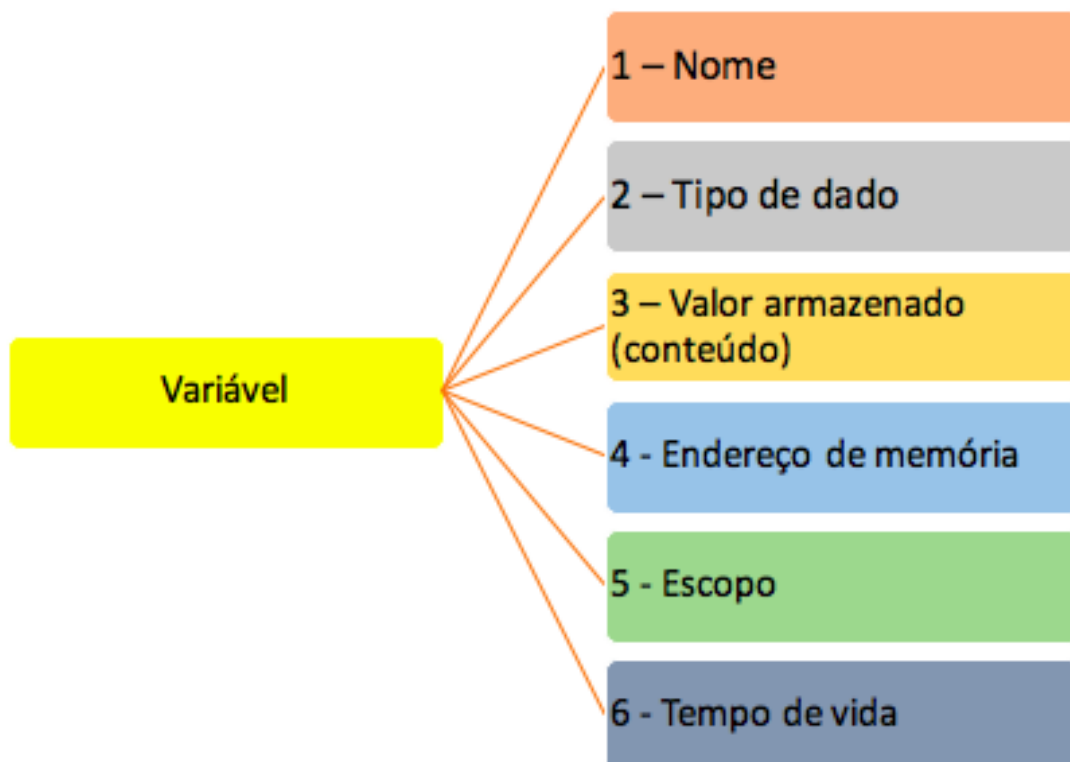 1 – Nome
2 – Tipo de dado
3 – Valor armazenado
(conteúdo)
Variável
4 - Endereço de memória
5 - Escopo
6 - Tempo de vida